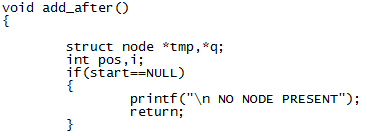 void add_after()
{
struct node *tmp,*q;
int pos,i;
if(start==NULL)
{
printf("\n NO NODE PRESENT");
return;
}